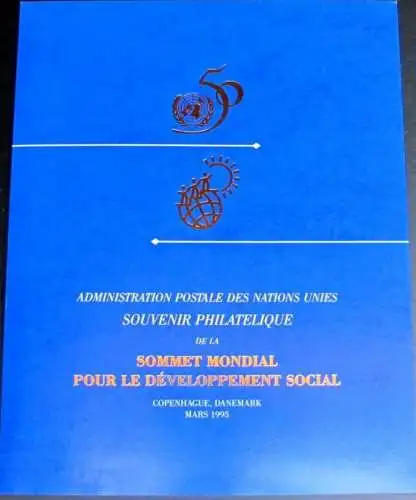 50
ADMINISTRATION POSTALE DES NATIONS UNIES
SOUVENIR PHILATELIQUE
DE LA
SOMMET MONDIAL
POUR LE DÉVELOPPEMENT SOCIAL
COPENHAGUE, DANEMARK
MARS 1995